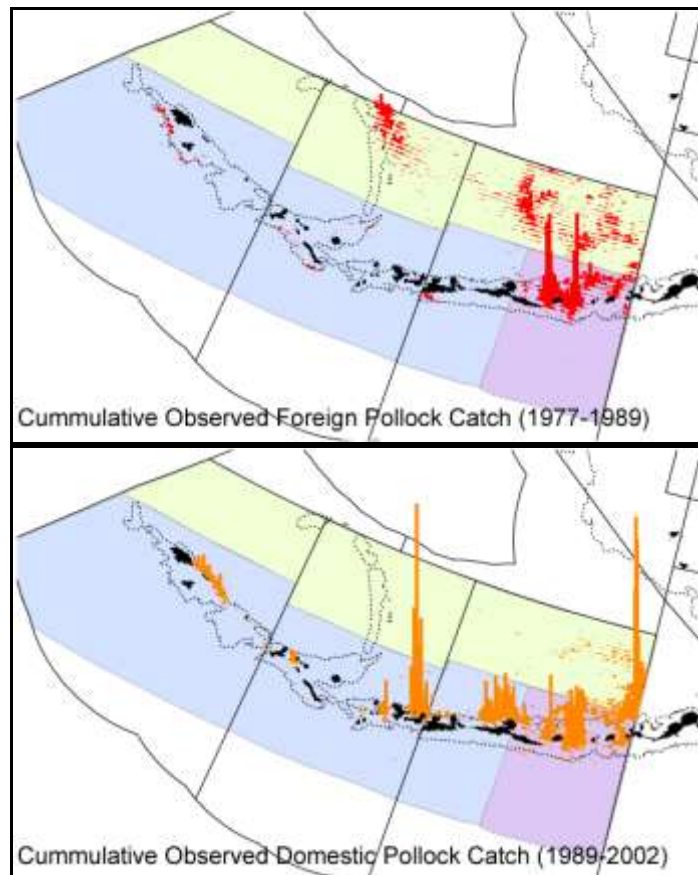 Cummulative Observed Foreign Pollock Catch (1977-1989)
Cummulative Observed Domestic Pollock Catch (1989-2002)